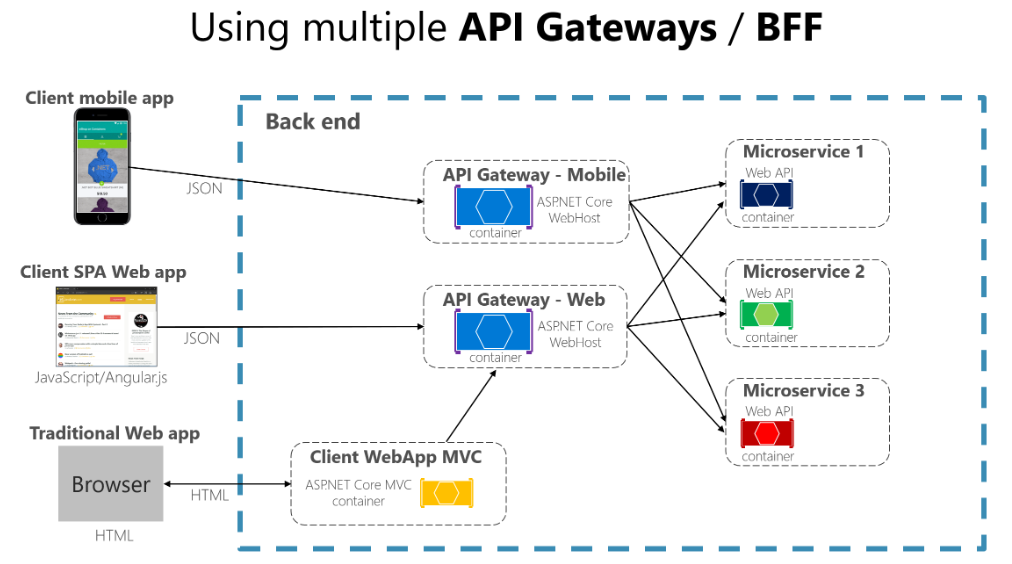 Using multiple API Gateways / BFF
Client mobile app
JSON
Back end
API Gateway - Mobile
ASP.NET Core
WebHost
container
Microservice 1
Web API
container
Client SPA Web app
JSON
JavaScript/Angular.js
API Gateway - Web
ASP.NET Core
WebHost
container
Microservice 2
Web API
container
Microservice 3
Web API
container
Traditional Web app
Browser
HTML
HTML
Client WebApp MVC
ASP.NET Core MVC
container